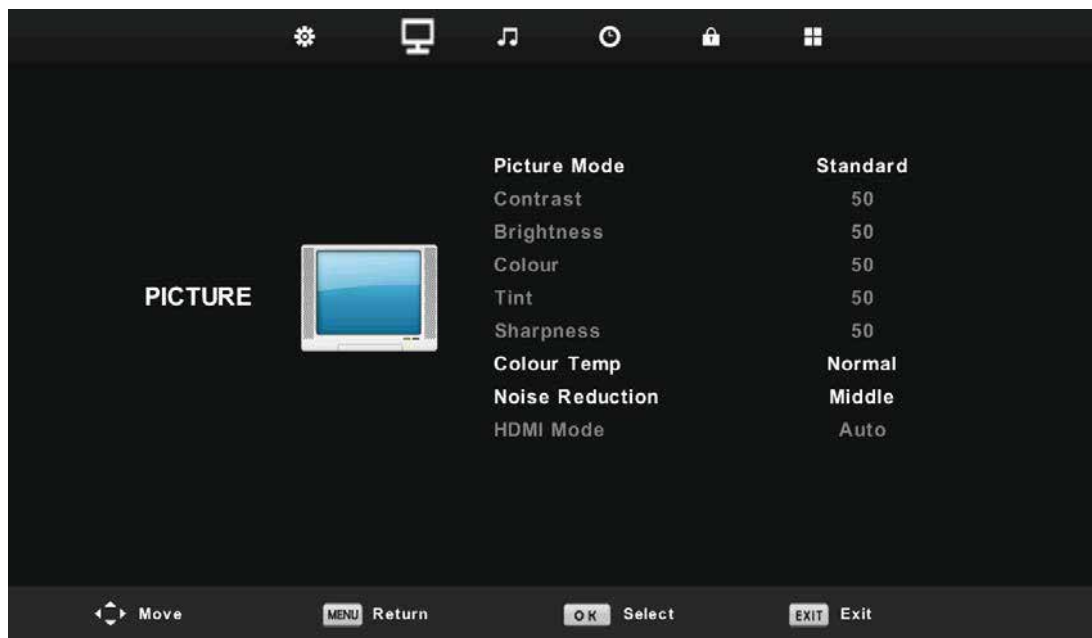 Picture Mode Standard
Contrast 50
Brightness 50
Colour 50
Tint 50
PICTURE
Sharpness 50
Colour Temp Normal
Noise Reduction Middle
HDMI Mode Auto
Move MENU Return OK Select EXIT Exit